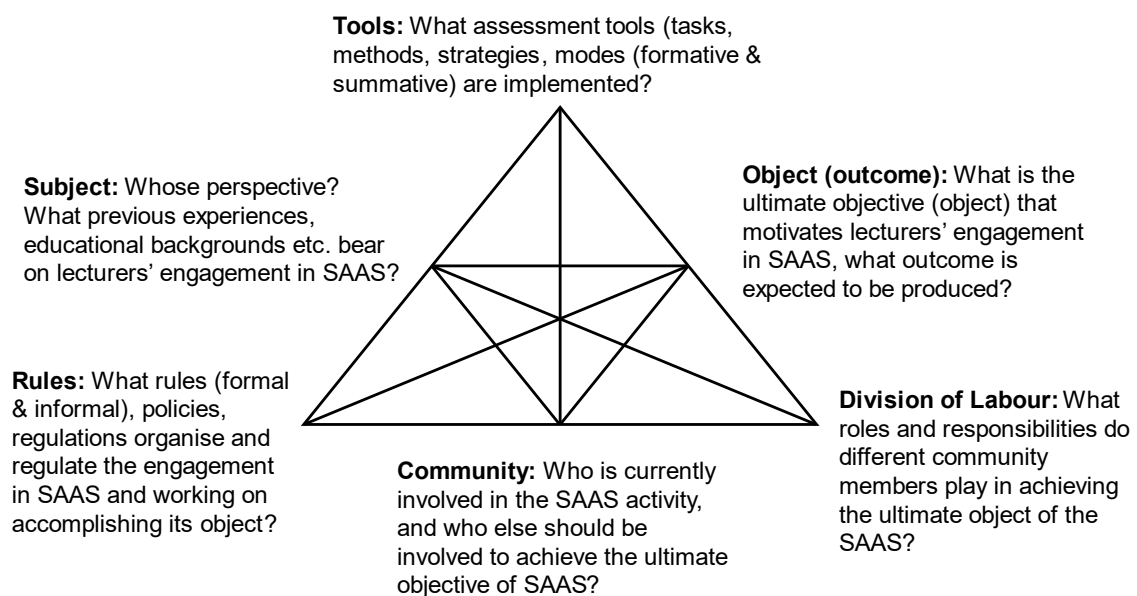 Tools: What assessment tools (tasks,
methods, strategies, modes (formative &
summative) are implemented?
Subject: Whose perspective?
What previous experiences,
educational backgrounds etc. bear
on lecturers’ engagement in SAAS?
Object (outcome): What is the
ultimate objective (object) that
motivates lecturers’ engagement
in SAAS, what outcome is
expected to be produced?
Rules: What rules (formal
& informal), policies,
regulations organise and
regulate the engagement
in SAAS and working on
accomplishing its object?
Community: Who is currently
involved in the SAAS activity,
and who else should be
involved to achieve the ultimate
objective of SAAS?
Division of Labour: What
roles and responsibilities do
different community
members play in achieving
the ultimate object of the
SAAS?